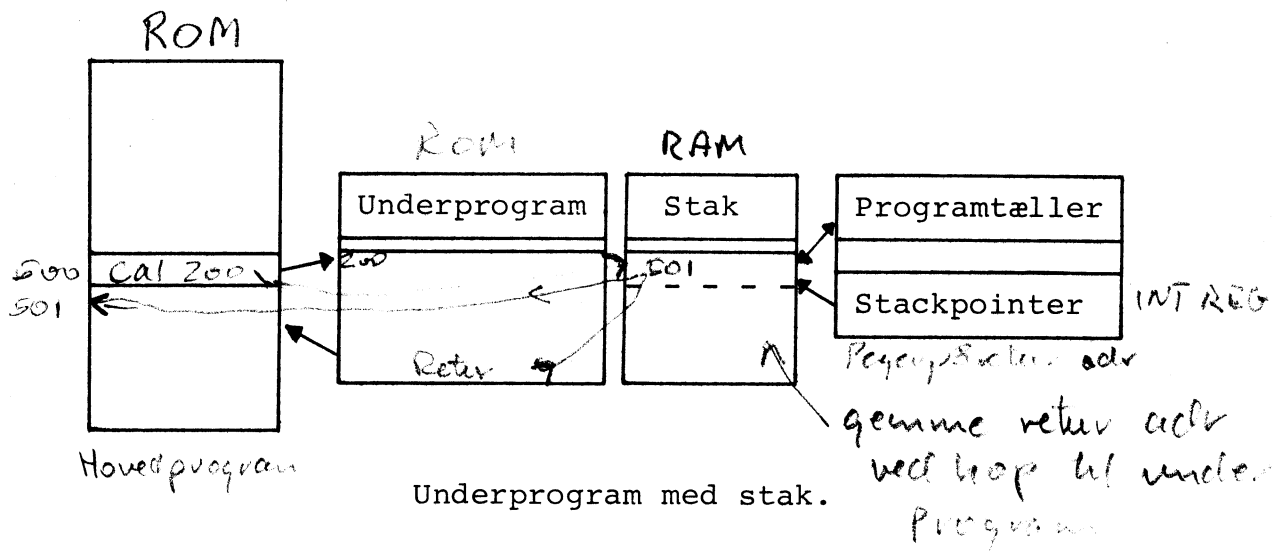 ROM
ROM
RAM
Underprogram
Stak
Programtæller
500
Cal 200
200
501
501
Stackpointer
INT REG
Retur
adr
gemme retur adr
ved hop til under
Program
Hovedprogram
Underprogram med stak.